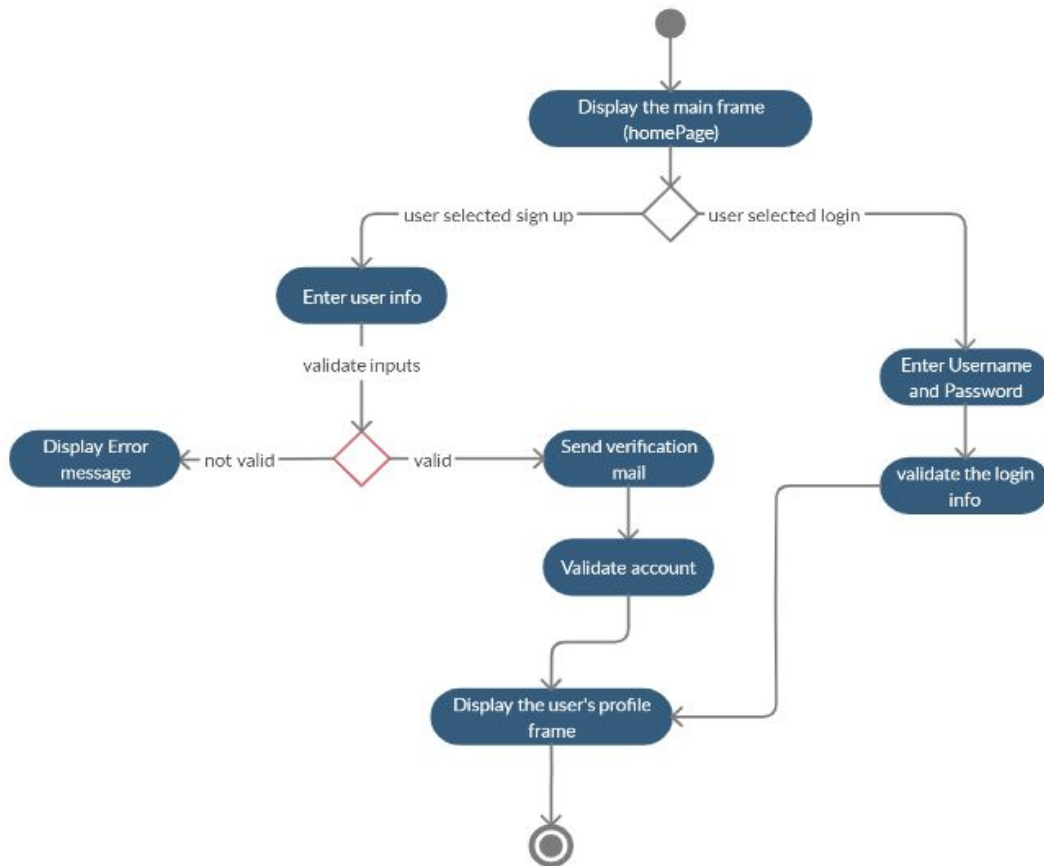 Display the main frame
(homePage)
user selected sign up
user selected login
Enter user info
validate inputs
Enter Username
and Password
Display Error
message
not valid
valid
Send verification
mail
validate the login
info
Validate account
Display the user's profile
frame